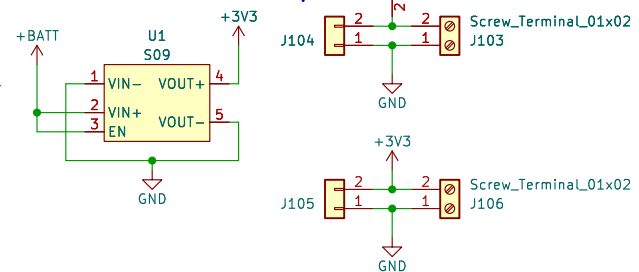 +BATT
U1
S09
+3V3
1 VIN- VOUT+ 4
2 VIN+
3 EN
VOUT- 5
GND
2
J104
2
1
2
1
Screw_Terminal_01x02
J103
GND
+3V3
J105
2
1
2
1
Screw_Terminal_01x02
J106
GND